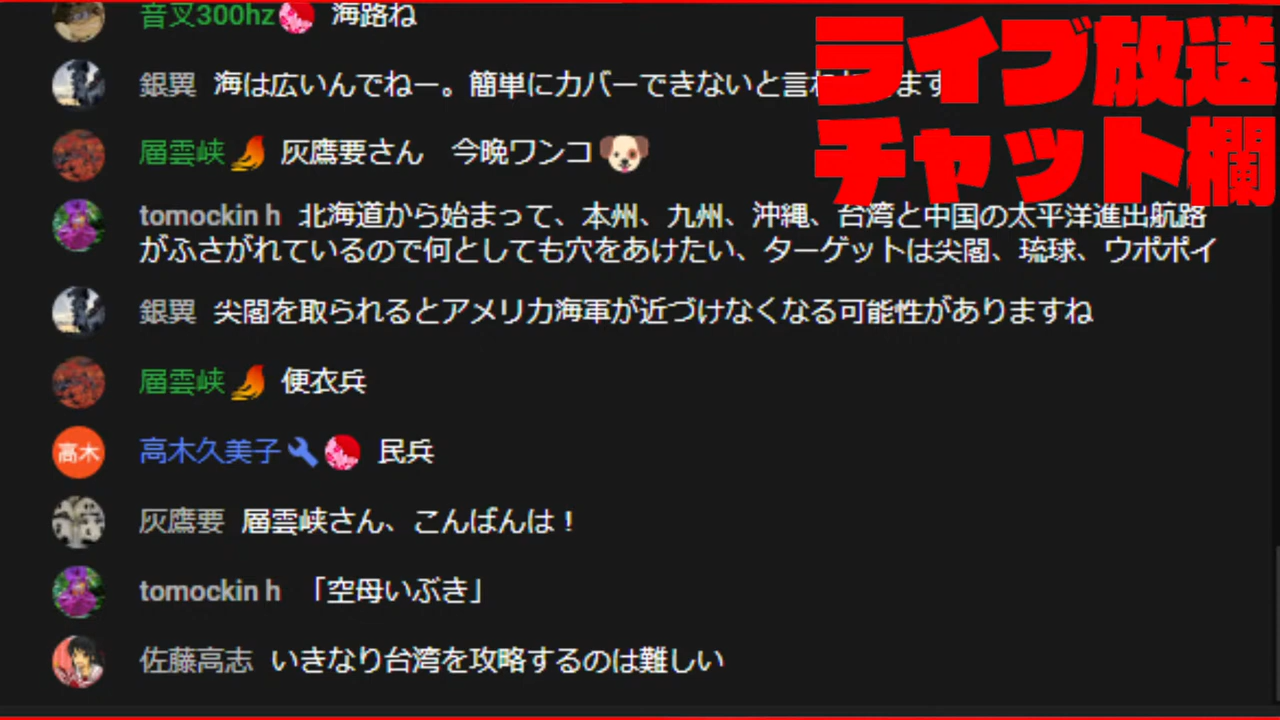 音叉300hz 海路ね
ライブ放送
チャット欄
銀翼 海は広いんでねー。簡単にカバーできないと言 ます
層雲峡 灰鷹要さん 今晩ワンコ
tomockin h 北海道から始まって、本州、九州、沖縄、台湾と中国の太平洋進出航路
がふさがれているので何としても穴をあけたい、ターゲットは尖閣、琉球、ウポポイ
銀翼 尖閣を取られるとアメリカ海軍が近づけなくなる可能性がありますね
層雲峡 便衣兵
高木 高木久美子 民兵
灰鷹要 層雲峡さん、こんばんは！
tomockin h 「空母いぶき」
佐藤高志 いきなり台湾を攻略するのは難しい